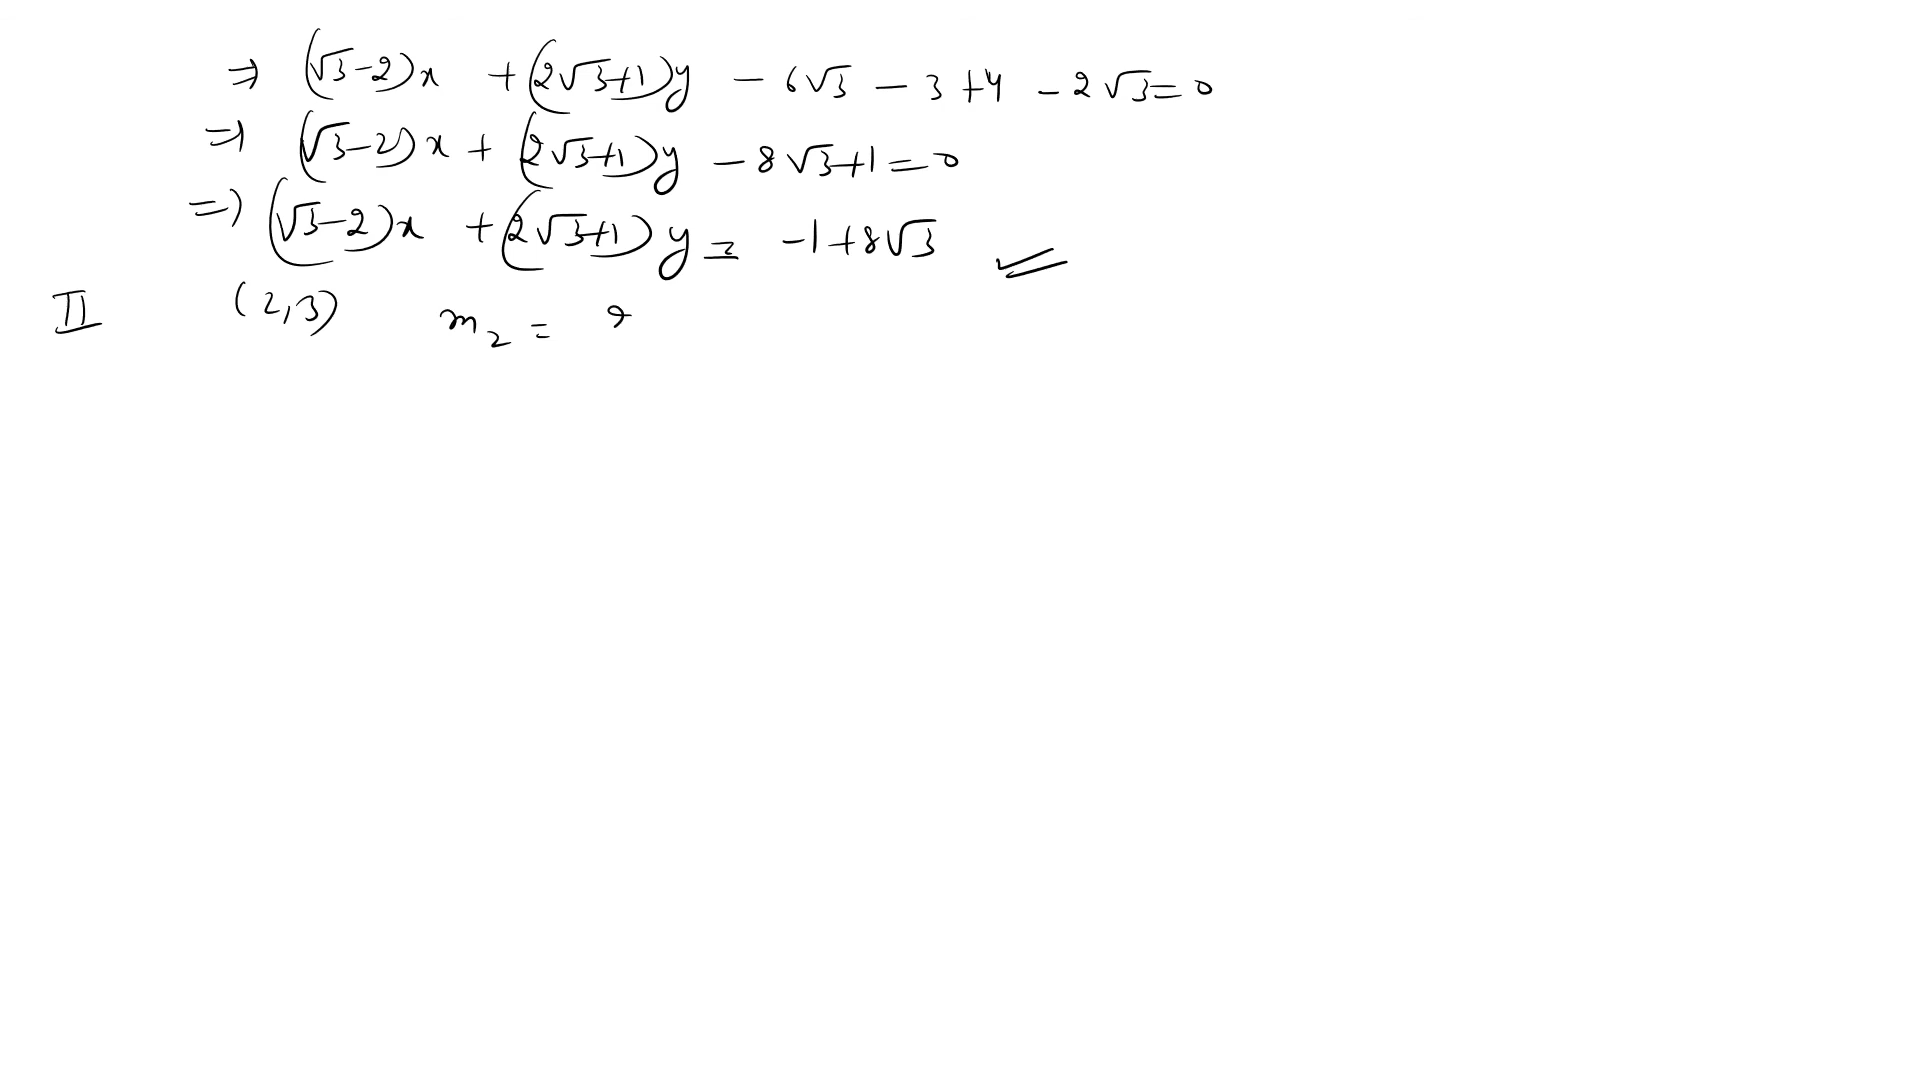 ⇒ (√3-2)x + (2√3+1)y - 6√3 - 3 + 4 - 2√3 = 0
⇒ (√3-2)x + (2√3+1)y - 8√3+1 = 0
⇒ (√3-2)x + (2√3+1)y = -1+8√3
II (2,3) m₂ =